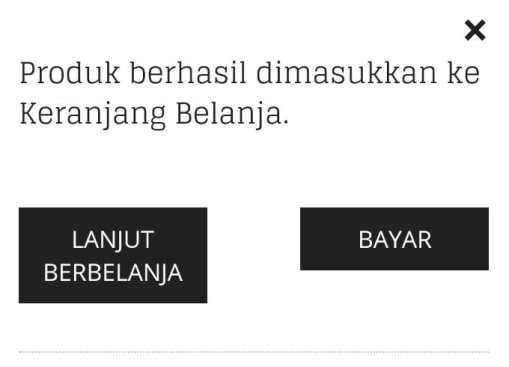 Produk berhasil dimasukkan ke
Keranjang Belanja.
LANJUT
BERBELANJA
BAYAR